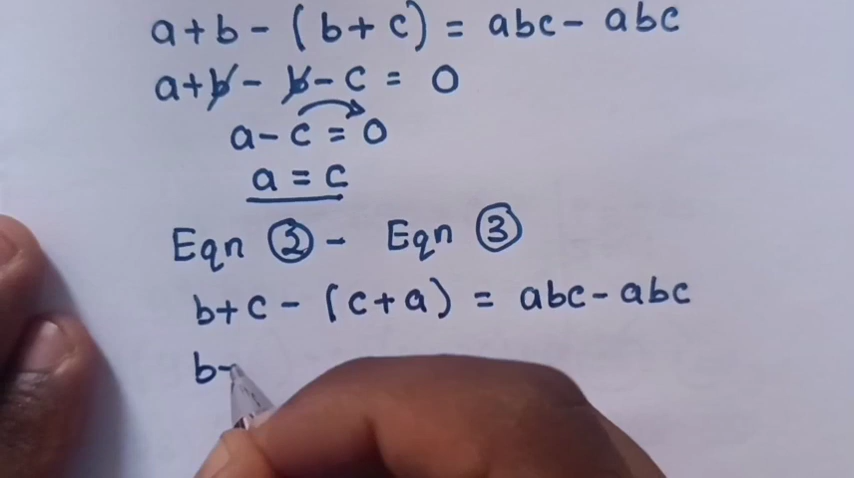 a + b - (b + c) = abc - abc
a + b - b - c = 0
a - c = 0
a = c
Eqn ② - Eqn ③
b + c - (c + a) = abc - abc
b